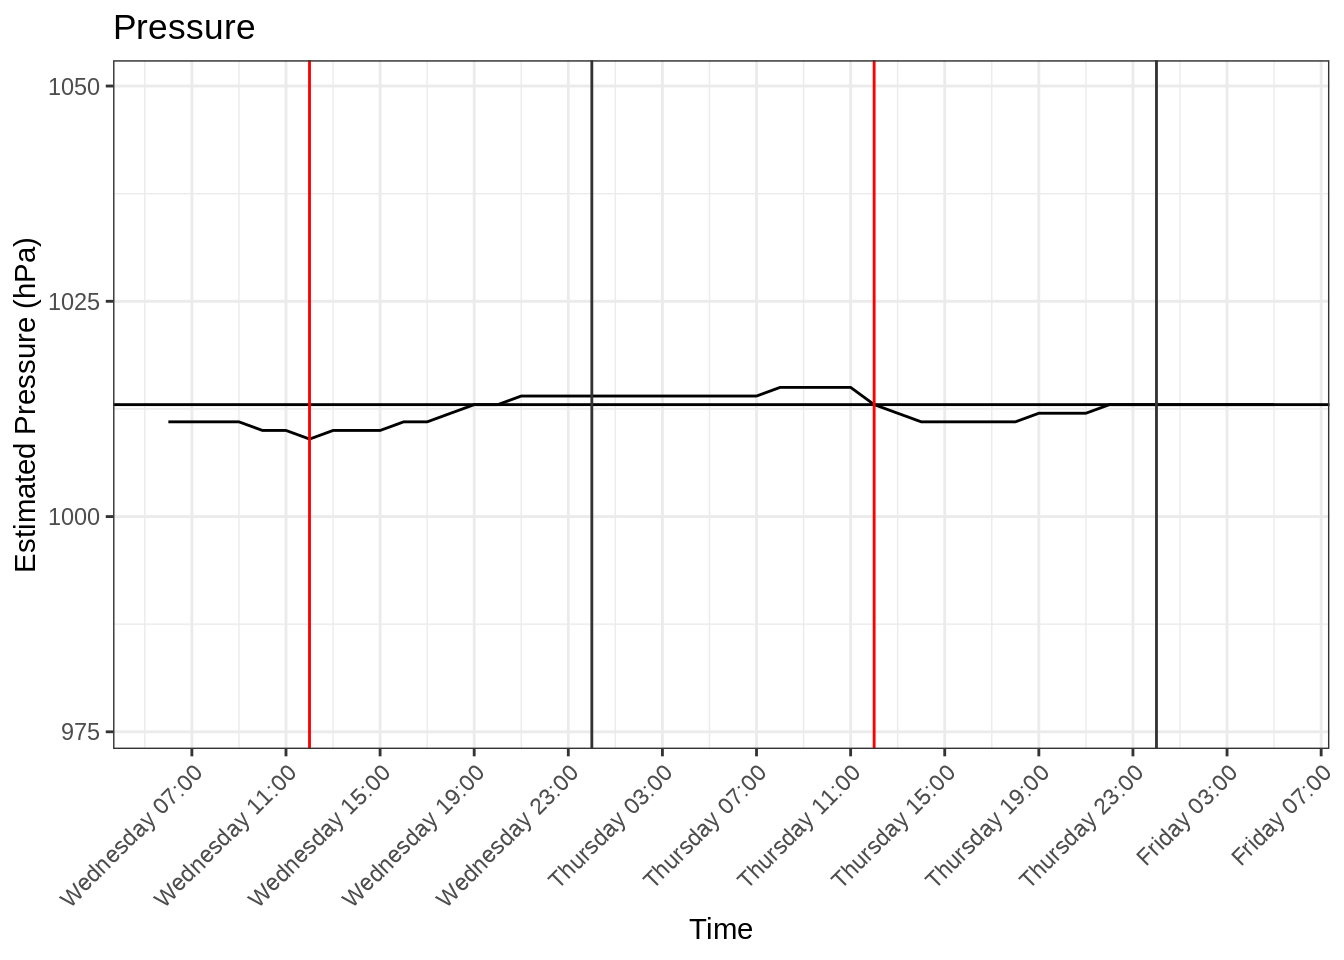 Pressure
Estimated Pressure (hPa)
1050
1025
1000
975
Wednesday 07:00
Wednesday 11:00
Wednesday 15:00
Wednesday 19:00
Wednesday 23:00
Thursday 03:00
Thursday 07:00
Thursday 11:00
Thursday 15:00
Thursday 19:00
Thursday 23:00
Friday 03:00
Friday 07:00
Time